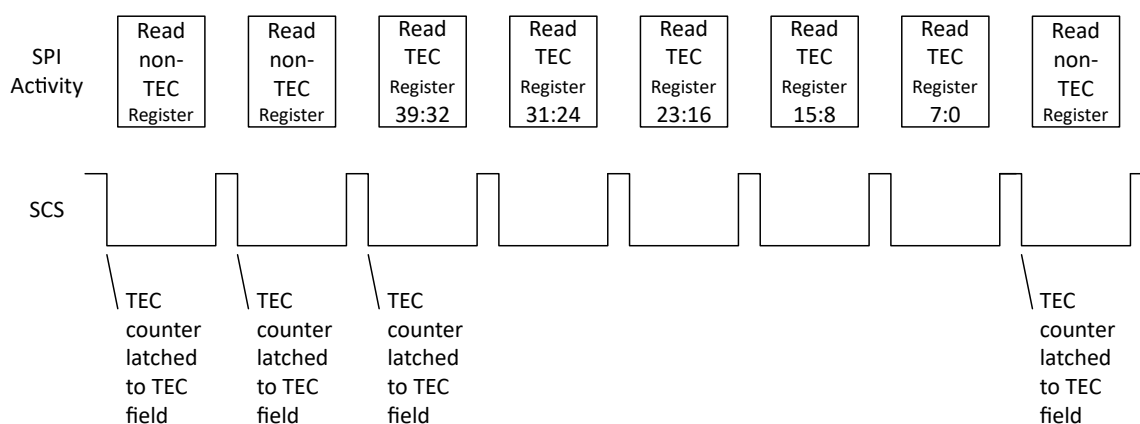 SPI
Activity
Read
non-
TEC
Register
Read
non-
TEC
Register
Read
TEC
Register
39:32
Read
TEC
Register
31:24
Read
TEC
Register
23:16
Read
TEC
Register
15:8
Read
TEC
Register
7:0
Read
non-
TEC
Register
SCS
TEC
counter
latched
to TEC
field
TEC
counter
latched
to TEC
field
TEC
counter
latched
to TEC
field
TEC
counter
latched
to TEC
field